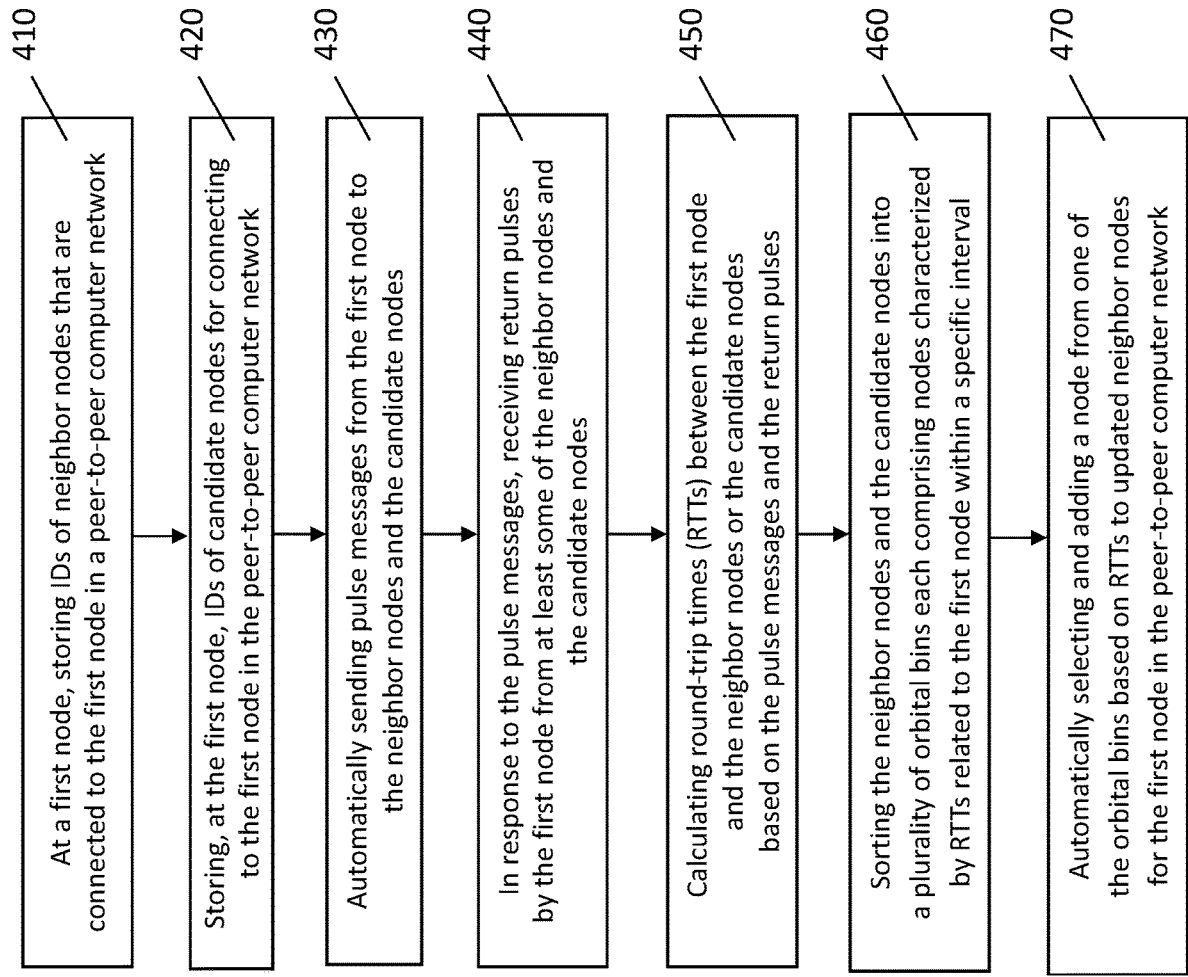 410
At a first node, storing IDs of neighbor nodes that are
connected to the first node in a peer-to-peer computer network
420
Storing, at the first node, IDs of candidate nodes for connecting
to the first node in the peer-to-peer computer network
430
Automatically sending pulse messages from the first node to
the neighbor nodes and the candidate nodes
440
In response to the pulse messages, receiving return pulses
by the first node from at least some of the neighbor nodes and
the candidate nodes
450
Calculating round-trip times (RTTs) between the first node
and the neighbor nodes or the candidate nodes
based on the pulse messages and the return pulses
460
Sorting the neighbor nodes and the candidate nodes into
a plurality of orbital bins each comprising nodes characterized
by RTTs related to the first node within a specific interval
470
Automatically selecting and adding a node from one of
the orbital bins based on RTTs to updated neighbor nodes
for the first node in the peer-to-peer computer network